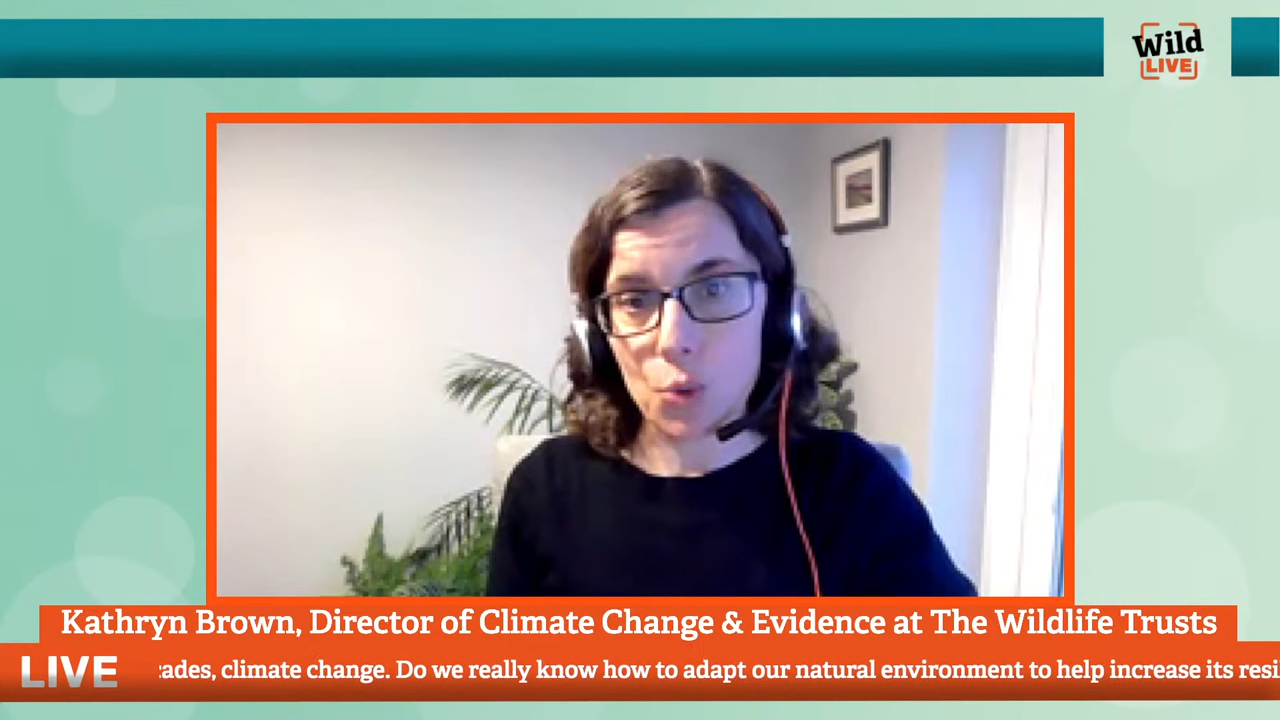 Wild
LIVE
Kathryn Brown, Director of Climate Change & Evidence at The Wildlife Trusts
LIVE
climate change. Do we really know how to adapt our natural environment to help increase its